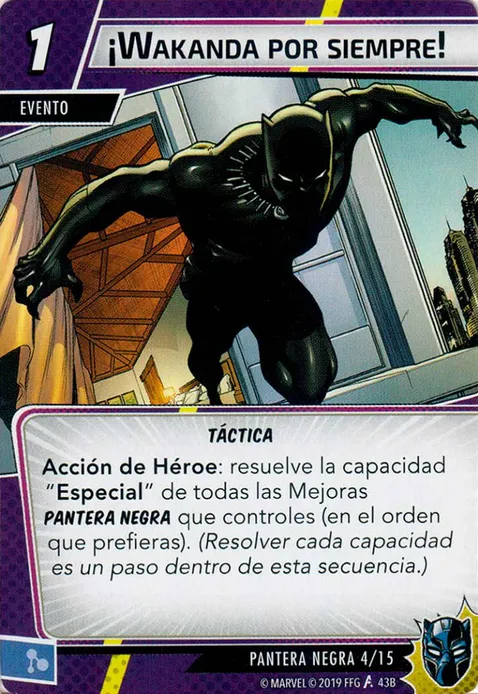 1
¡WAKANDA POR SIEMPRE!
EVENTO
TÁCTICA
Acción de Héroe: resuelve la capacidad
"Especial" de todas las Mejoras
PANTERA NEGRA que controles (en el orden
que prefieras). (Resolver cada capacidad
es un paso dentro de esta secuencia.)
PANTERA NEGRA 4/15
© MARVEL © 2019 FFG 43B